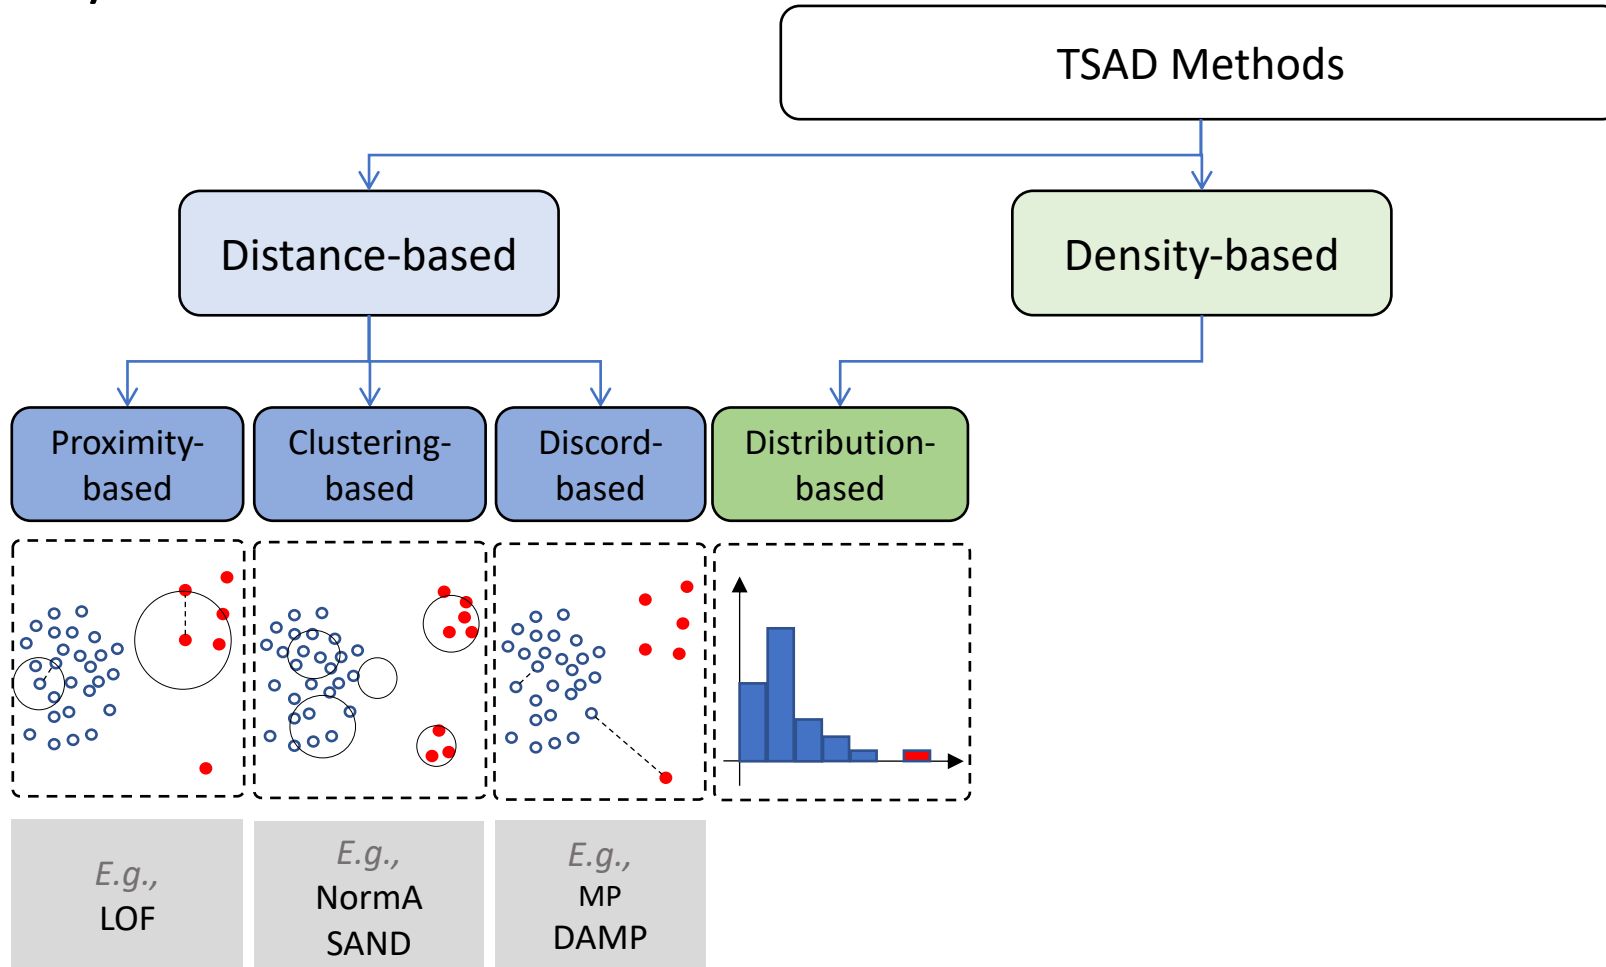 TSAD Methods
Distance-based
Density-based
Proximity-
based
Clustering-
based
Discord-
based
Distribution-
based
E.g.,
LOF
E.g.,
NormA
SAND
E.g.,
MP
DAMP